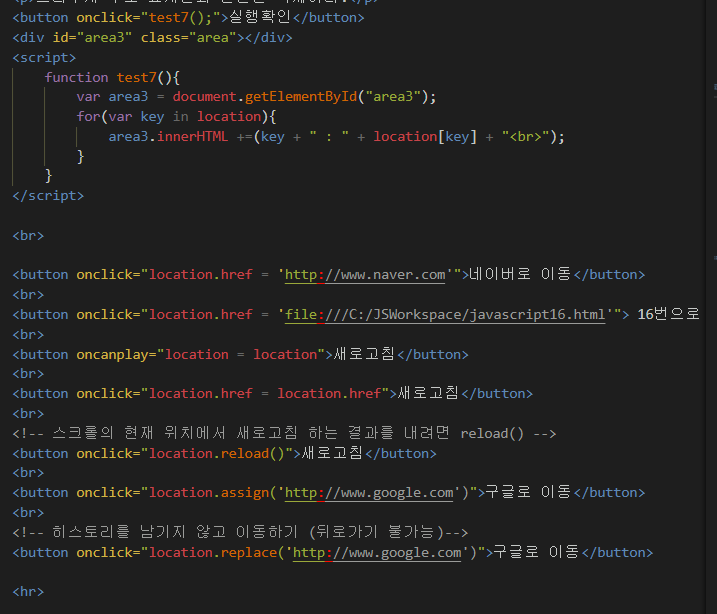 <button onclick="test7();">실행확인</button>
<div id="area3" class="area"></div>
<script>
function test7(){
var area3 = document.getElementById("area3");
for(var key in location){
area3.innerHTML +=(key + " : " + location[key] + "<br>");
}
}
</script>
<br>
<button onclick="location.href = 'http://www.naver.com'">네이버로 이동</button>
<br>
<button onclick="location.href = 'file:///C:/JSWorkspace/javascript16.html'"> 16번으로
<br>
<button oncanplay="location = location">새로고침</button>
<br>
<button onclick="location.href = location.href">새로고침</button>
<br>
<!-- 스크롤의 현재 위치에서 새로고침 하는 결과를 내려면 reload() -->
<button onclick="location.reload()">새로고침</button>
<br>
<button onclick="location.assign('http://www.google.com')">구글로 이동</button>
<br>
<!-- 히스토리를 남기지 않고 이동하기 (뒤로가기 불가능)-->
<button onclick="location.replace('http://www.google.com')">구글로 이동</button>
<hr>